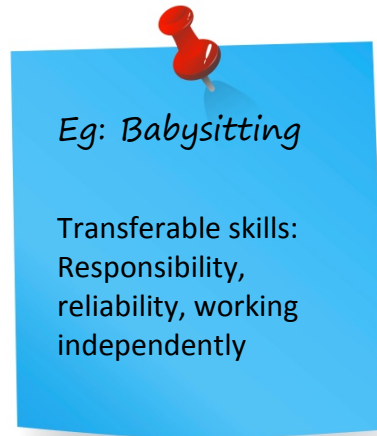 Eg: Babysitting
Transferable skills:
Responsibility,
reliability, working
independently